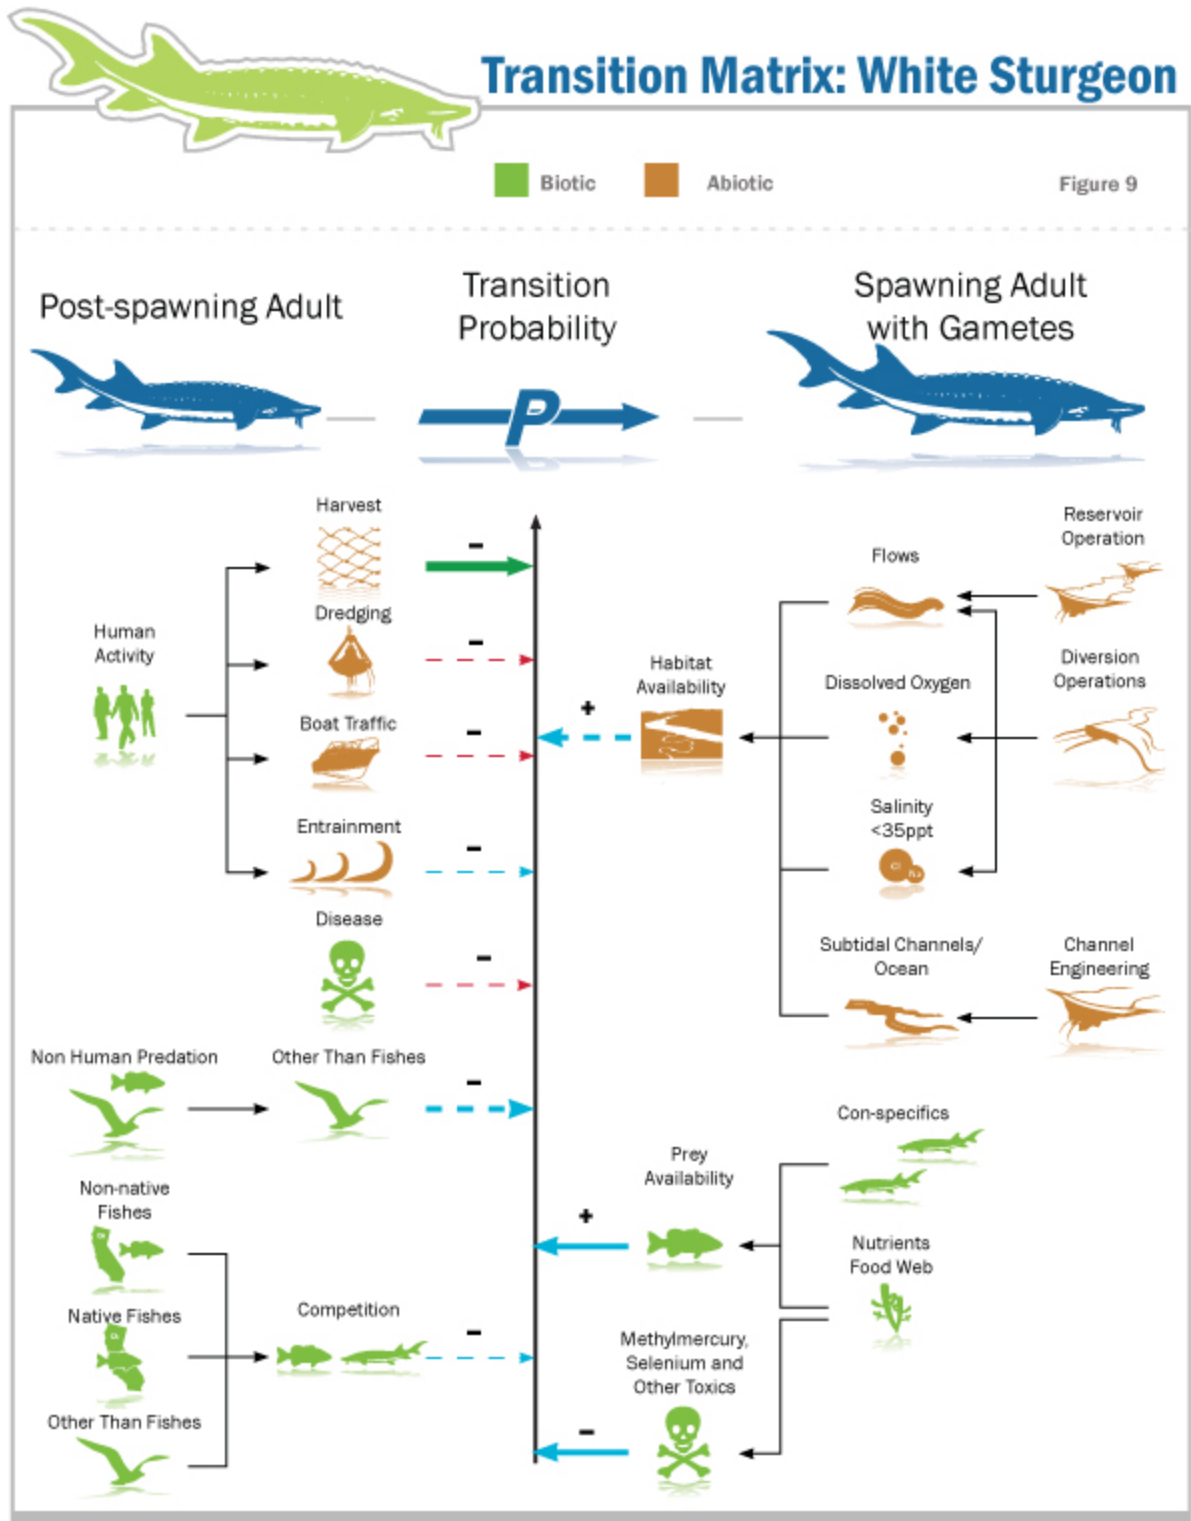 Transition Matrix: White Sturgeon
Biotic
Abiotic
Figure 9
Post-spawning Adult
Transition
Probability
Spawning Adult
with Gametes
P
Harvest
-
Dredging
-
Human
Activity
Boat Traffic
-
Entrainment
-
Disease
-
Non Human Predation
Other Than Fishes
-
Non-native
Fishes
Native Fishes
Other Than Fishes
Competition
-
Reservoir
Operation
Flows
Habitat
Availability
+
Diversion
Operations
Dissolved Oxygen
Salinity
<35ppt
Subtidal Channels/
Ocean
Channel
Engineering
Con-specifics
Prey
Availability
+
Nutrients
Food Web
Methylmercury,
Selenium and
Other Toxics
-